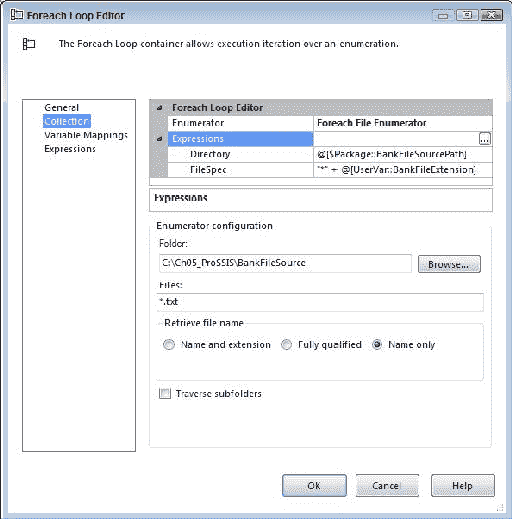 Foreach Loop Editor
The Foreach Loop container allows execution iteration over an enumeration.
General
Collection
Variable Mappings
Expressions
Foreach Loop Editor
Enumerator Foreach File Enumerator
Expressions ...
Directory @[$Package::BankFileSourcePath]
FileSpec "*" + @[UserVar::BankFileExtension]
Expressions
Enumerator configuration
Folder:
C:\Ch05_ProSSIS\BankFileSource
Browse...
Files:
*.txt
Retrieve file name
Name and extension Fully qualified Name only
Traverse subfolders
OK Cancel Help